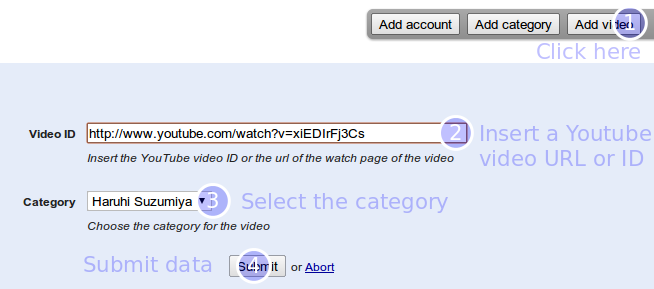 Add account Add category Add video 1
Click here
Video ID http://www.youtube.com/watch?v=xiEDIrFj3Cs 2 Insert a Youtube
Insert the YouTube video ID or the url of the watch page of the video video URL or ID
Category Haruhi Suzumiya 3 Select the category
Choose the category for the video
Submit data Submit 4 or Abort